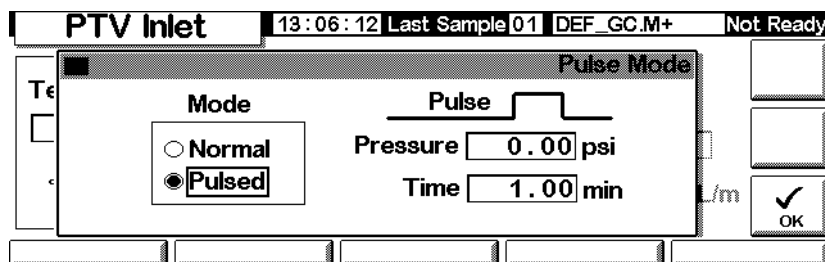 PTV Inlet 13:06:12 Last Sample 01 DEF_GC.M+ Not Ready
Pulse Mode
Te
Mode
Pulse
Normal
Pressure 0.00 psi
Pulsed
Time 1.00 min
L/m
OK